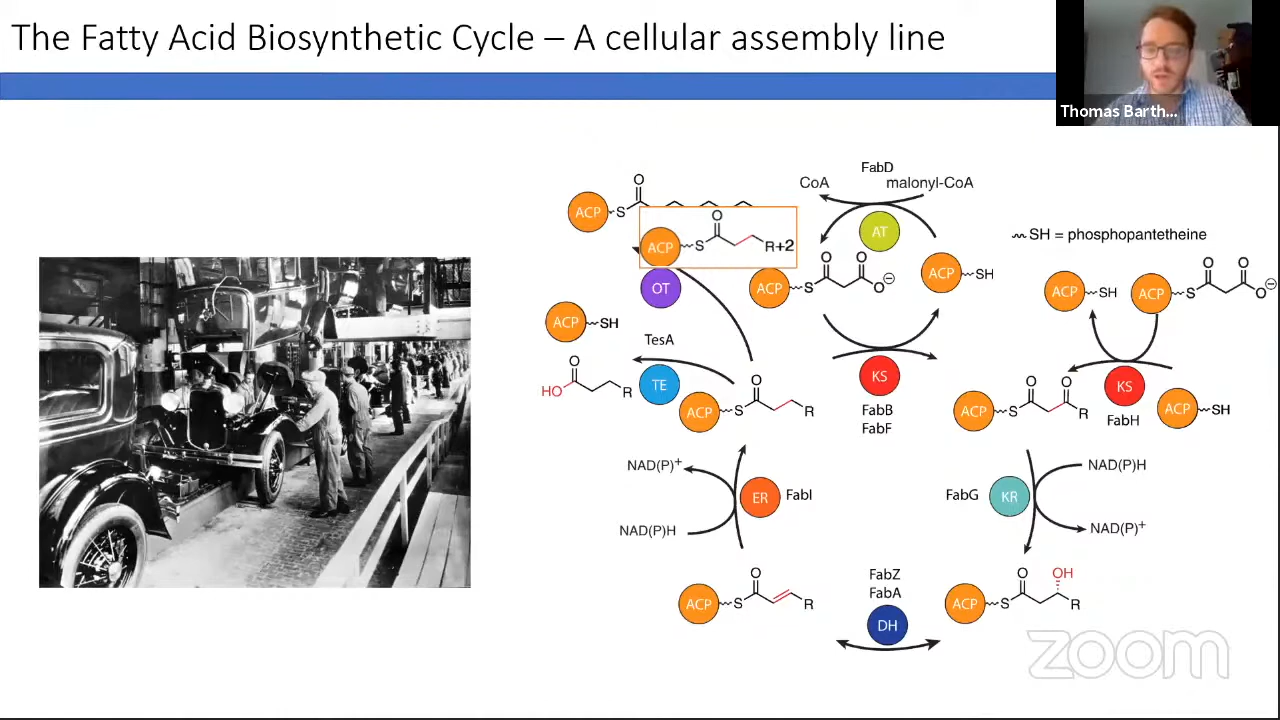 The Fatty Acid Biosynthetic Cycle – A cellular assembly line
Thomas Barth...
FabD
CoA
malonyl-CoA
AT
O
ACP S
O
ACP S R+2
OT
O O
ACP S O⊖
ACP SH
SH = phosphopantetheine
O O
ACP SH
ACP S O⊖
ACP SH
TesA
O
HO R
TE
O
ACP S R
KS
FabB
FabF
O O
ACP S R
KS
FabH
ACP SH
NAD(P)+
ER
FabI
NAD(P)H
FabG
KR
NAD(P)H
NAD(P)+
O
ACP S R
FabZ
FabA
DH
O OH
ACP S R
zoom